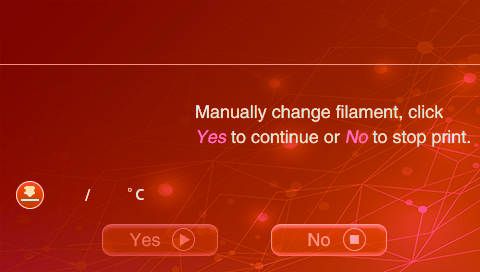 Manually change filament, click
Yes to continue or No to stop print.
/ °C
Yes No